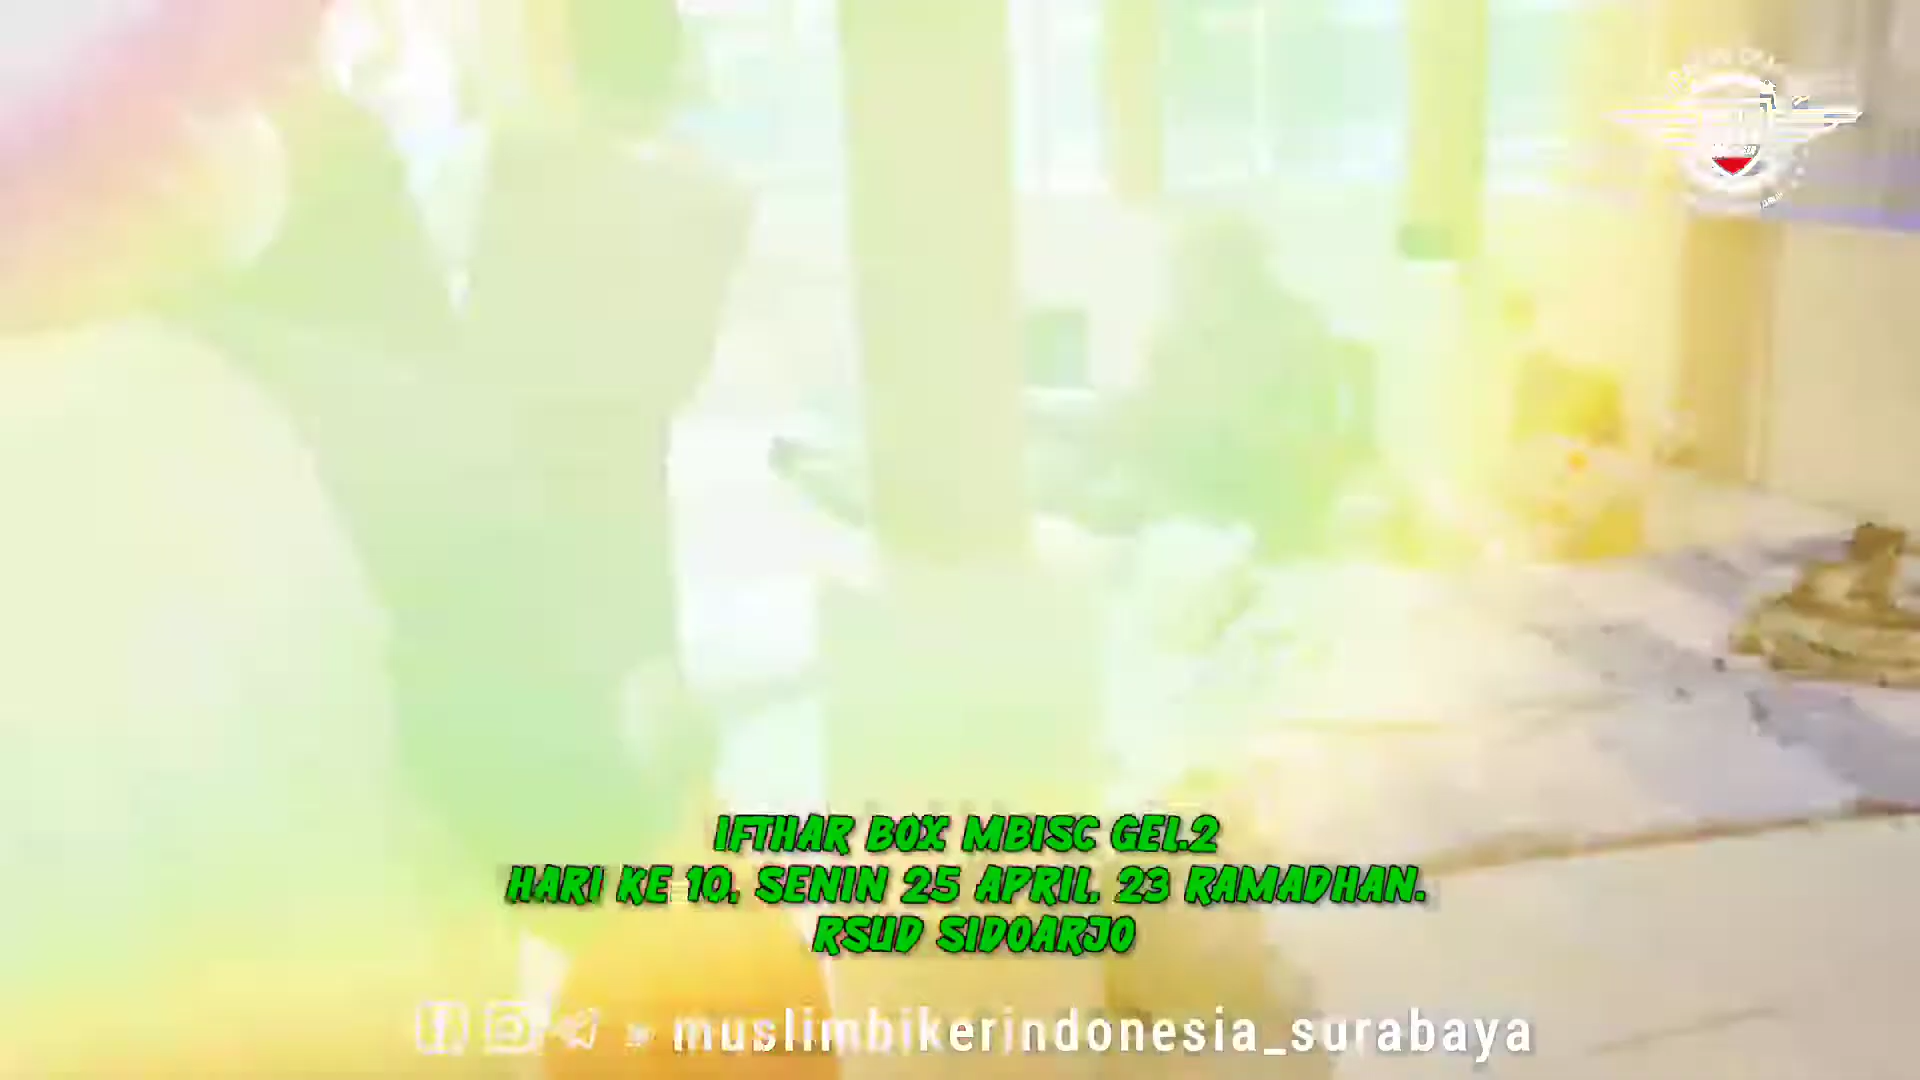 IFTHAR BOX MBISC GEL.2
HARI KE 10, SENIN 25 APRIL, 23 RAMADHAN.
RSUD SIDOARJO
muslimbikerindonesia_surabaya